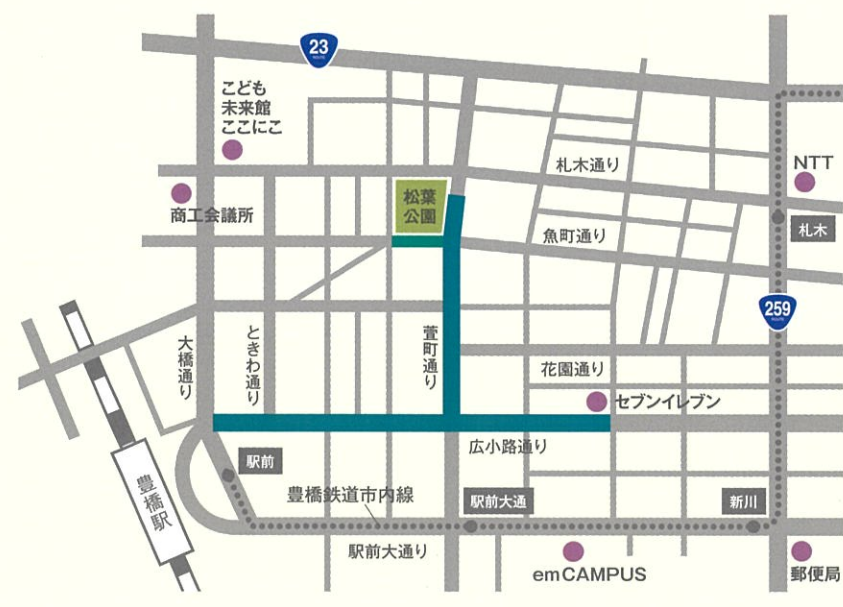 23
ROUTE
こども
未来館
ここにこ
札木通り
NTT
松葉
公園
商工会議所
魚町通り
札木
259
ROUTE
大橋通り
ときわ通り
萱町通り
花園通り
セブンイレブン
広小路通り
駅前
豊橋駅
豊橋鉄道市内線
駅前大通
新川
駅前大通り
emCAMPUS
郵便局